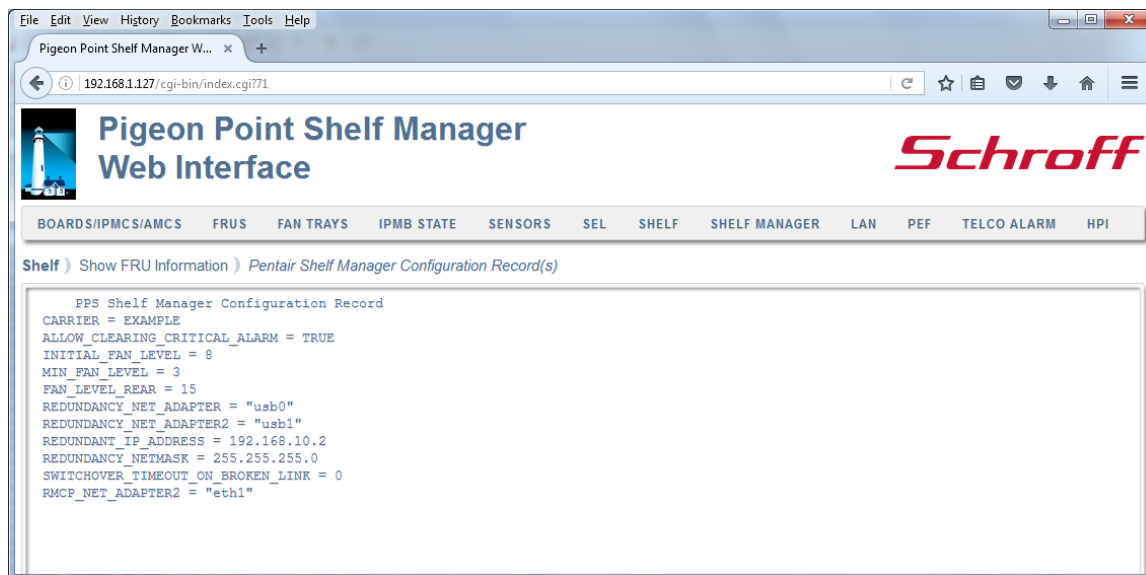 File Edit View History Bookmarks Tools Help
Pigeon Point Shelf Manager W... × +
192.168.1.127/cgi-bin/index.cgi?71
Pigeon Point Shelf Manager
Web Interface
Schroff
BOARDS/IPMCS/AMCS FRUS FAN TRAYS IPMB STATE SENSORS SEL SHELF SHELF MANAGER LAN PEF TELCO ALARM HPI
Shelf ) Show FRU Information ) Pentair Shelf Manager Configuration Record(s)
PPS Shelf Manager Configuration Record
CARRIER = EXAMPLE
ALLOW_CLEARING_CRITICAL_ALARM = TRUE
INITIAL_FAN_LEVEL = 8
MIN_FAN_LEVEL = 3
FAN_LEVEL_REAR = 15
REDUNDANCY_NET_ADAPTER = "usb0"
REDUNDANCY_NET_ADAPTER2 = "usb1"
REDUNDANT_IP_ADDRESS = 192.168.10.2
REDUNDANCY_NETMASK = 255.255.255.0
SWITCHOVER_TIMEOUT_ON_BROKEN_LINK = 0
RMCP_NET_ADAPTER2 = "eth1"